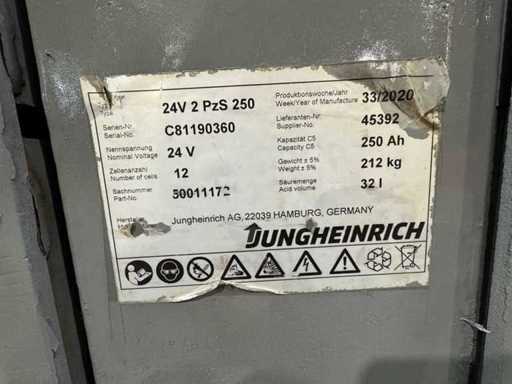 Type 24V 2 PzS 250
Produktionswoche/Jahr
Week/Year of Manufacture 33/2020
Serien-Nr.
Serial-No. C81190360
Lieferanten-Nr.
Supplier-No. 45392
Nennspannung
Nominal Voltage 24 V
Kapazität C5
Capacity C5 250 Ah
Zellenanzahl
Number of cells 12
Gewicht ± 5%
Weight ± 5% 212 kg
Sachnummer
Part-No.
Säuremenge
Acid volume 32 l
Jungheinrich AG, 22039 HAMBURG, GERMANY
JUNGHEINRICH